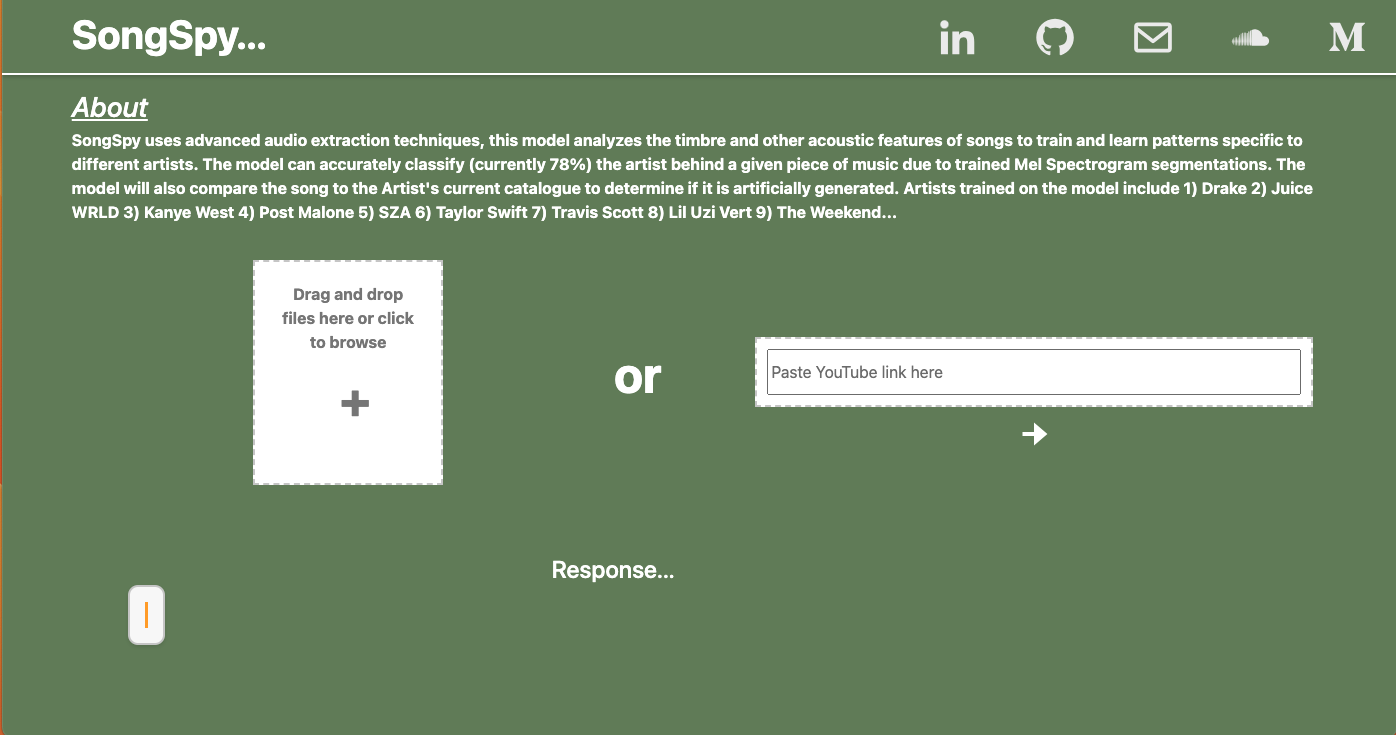 SongSpy...
About
SongSpy uses advanced audio extraction techniques, this model analyzes the timbre and other acoustic features of songs to train and learn patterns specific to
different artists. The model can accurately classify (currently 78%) the artist behind a given piece of music due to trained Mel Spectrogram segmentations. The
model will also compare the song to the Artist's current catalogue to determine if it is artificially generated. Artists trained on the model include 1) Drake 2) Juice
WRLD 3) Kanye West 4) Post Malone 5) SZA 6) Taylor Swift 7) Travis Scott 8) Lil Uzi Vert 9) The Weekend...
Drag and drop
files here or click
to browse
or
Paste YouTube link here
Response...